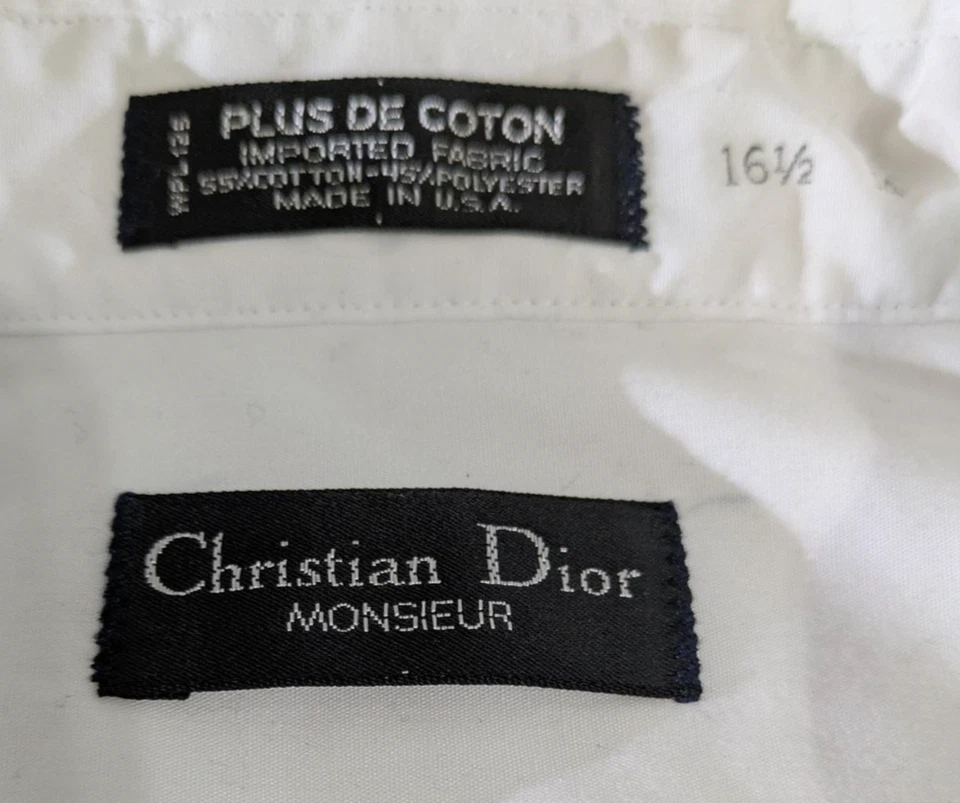 PLUS DE COTON
IMPORTED FABRIC
55%COTTON-45%POLYESTER
MADE IN U.S.A.
16½
Christian Dior
MONSIEUR